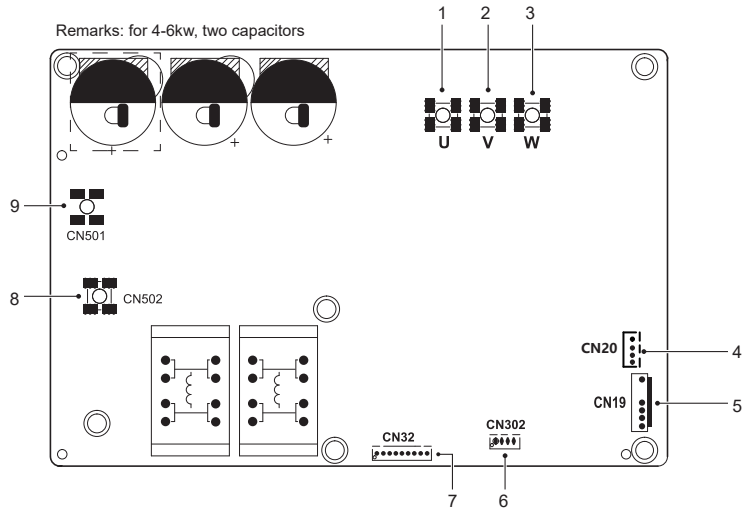 1 2 3
Remarks: for 4-6kw, two capacitors
U V W
+ + +
9
CN501
8
CN502
CN20
4
CN19
5
CN32
CN302
7
6